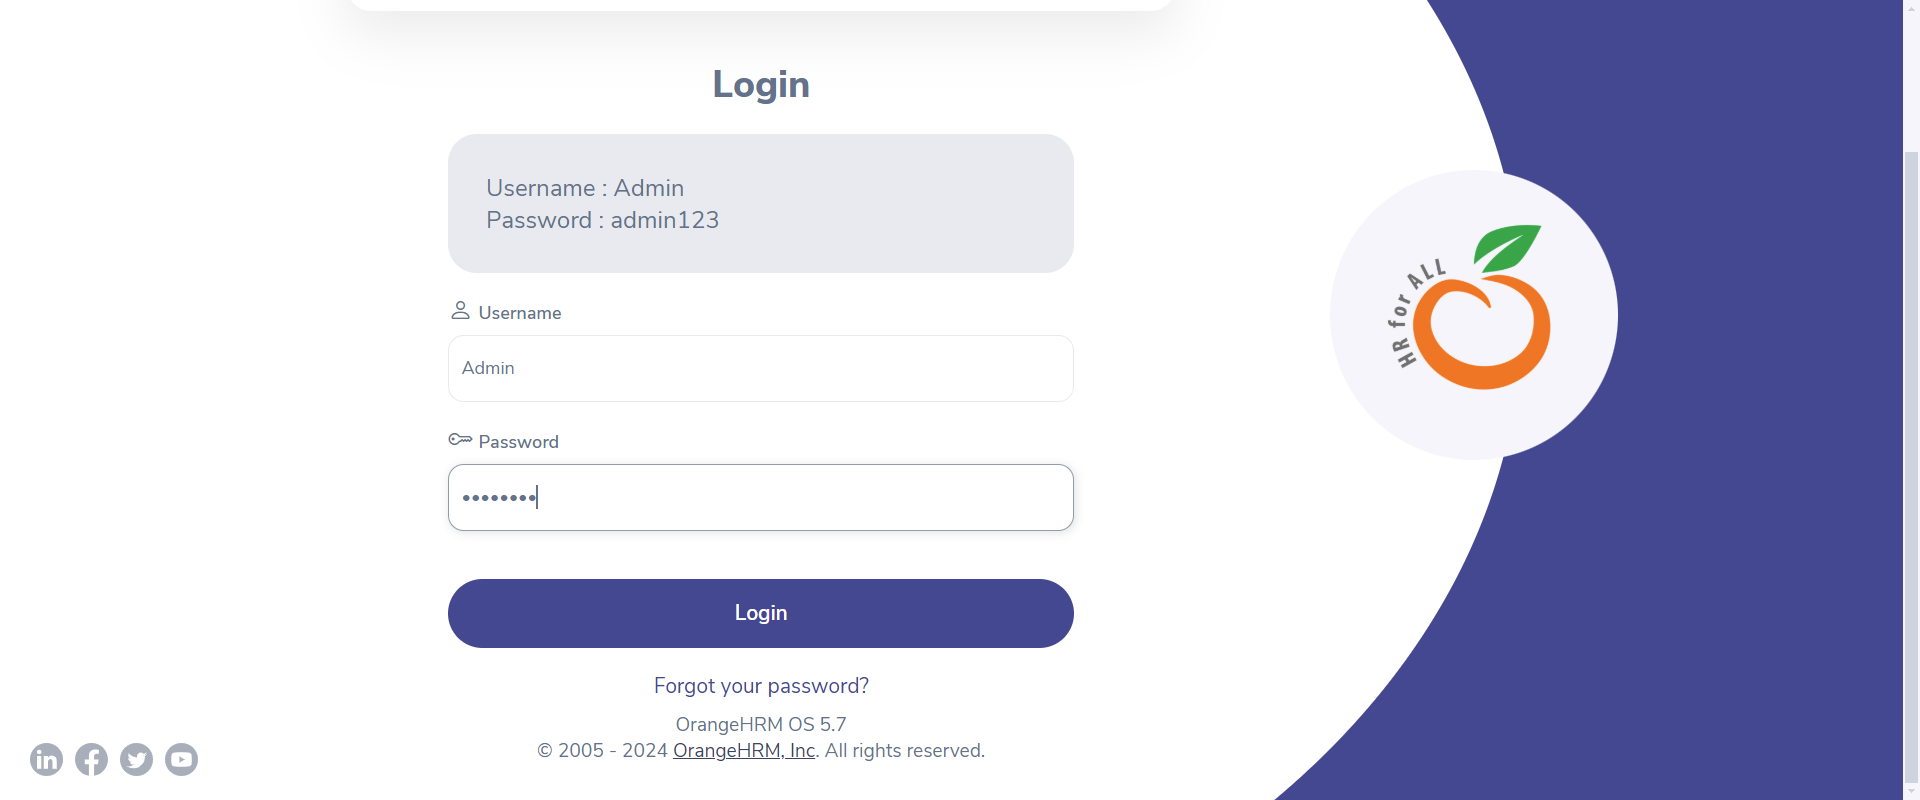 Login
Username : Admin
Password : admin123
Username
Admin
Password
••••••••
Login
Forgot your password?
OrangeHRM OS 5.7
© 2005 - 2024 OrangeHRM, Inc. All rights reserved.
HR for ALL